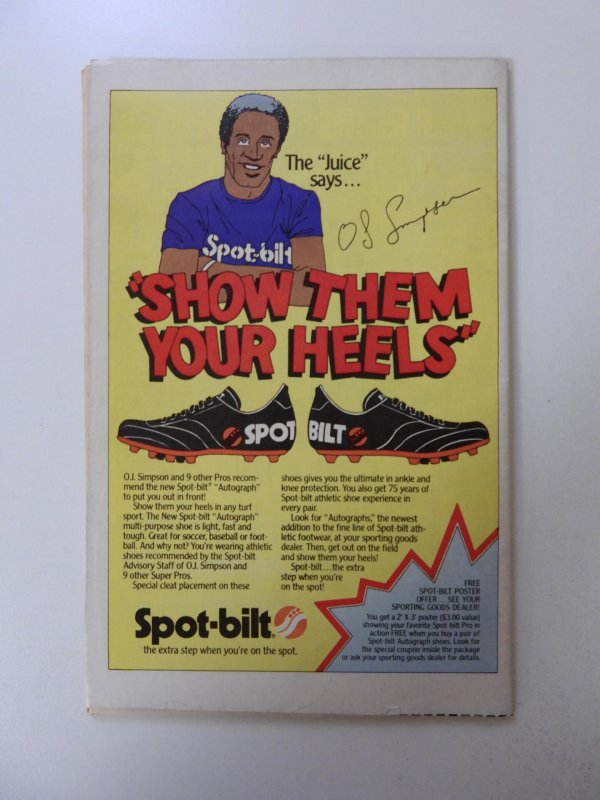 The "Juice"
says...
OJ Simpson
Spot-bilt
"SHOW THEM
YOUR HEELS"
SPOT BILT
O.J. Simpson and 9 other Pros recom-
mend the new Spot-bilt" "Autograph"
to put you out in front!
Show them your heels in any turf
sport. The New Spot-bilt "Autograph"
multi-purpose shoe is light, fast and
tough. Great for soccer, baseball or foot-
ball. And why not? You're wearing athletic
shoes recommended by the Spot-bilt
Advisory Staff of O.J. Simpson and
9 other Super Pros.
Special cleat placement on these
shoes gives you the ultimate in ankle and
knee protection. You also get 75 years of
Spot-bilt athletic shoe experience in
every pair.
Look for "Autographs," the newest
addition to the fine line of Spot-bilt ath-
letic footwear, at your sporting goods
dealer. Then, get out on the field
and show them your heels!
Spot-bilt...the extra
step when you're
on the spot!
Spot-bilt®
the extra step when you're on the spot.
FREE
SPOT-BILT POSTER
OFFER...SEE YOUR
SPORTING GOODS DEALER!
You get a 2' X 3' poster ($3.00 value)
showing your favorite Spot-bilt Pro in
action FREE when you buy a pair of
Spot-bilt Autograph shoes. Look for
the special coupon inside the package
or ask your sporting goods dealer for details.